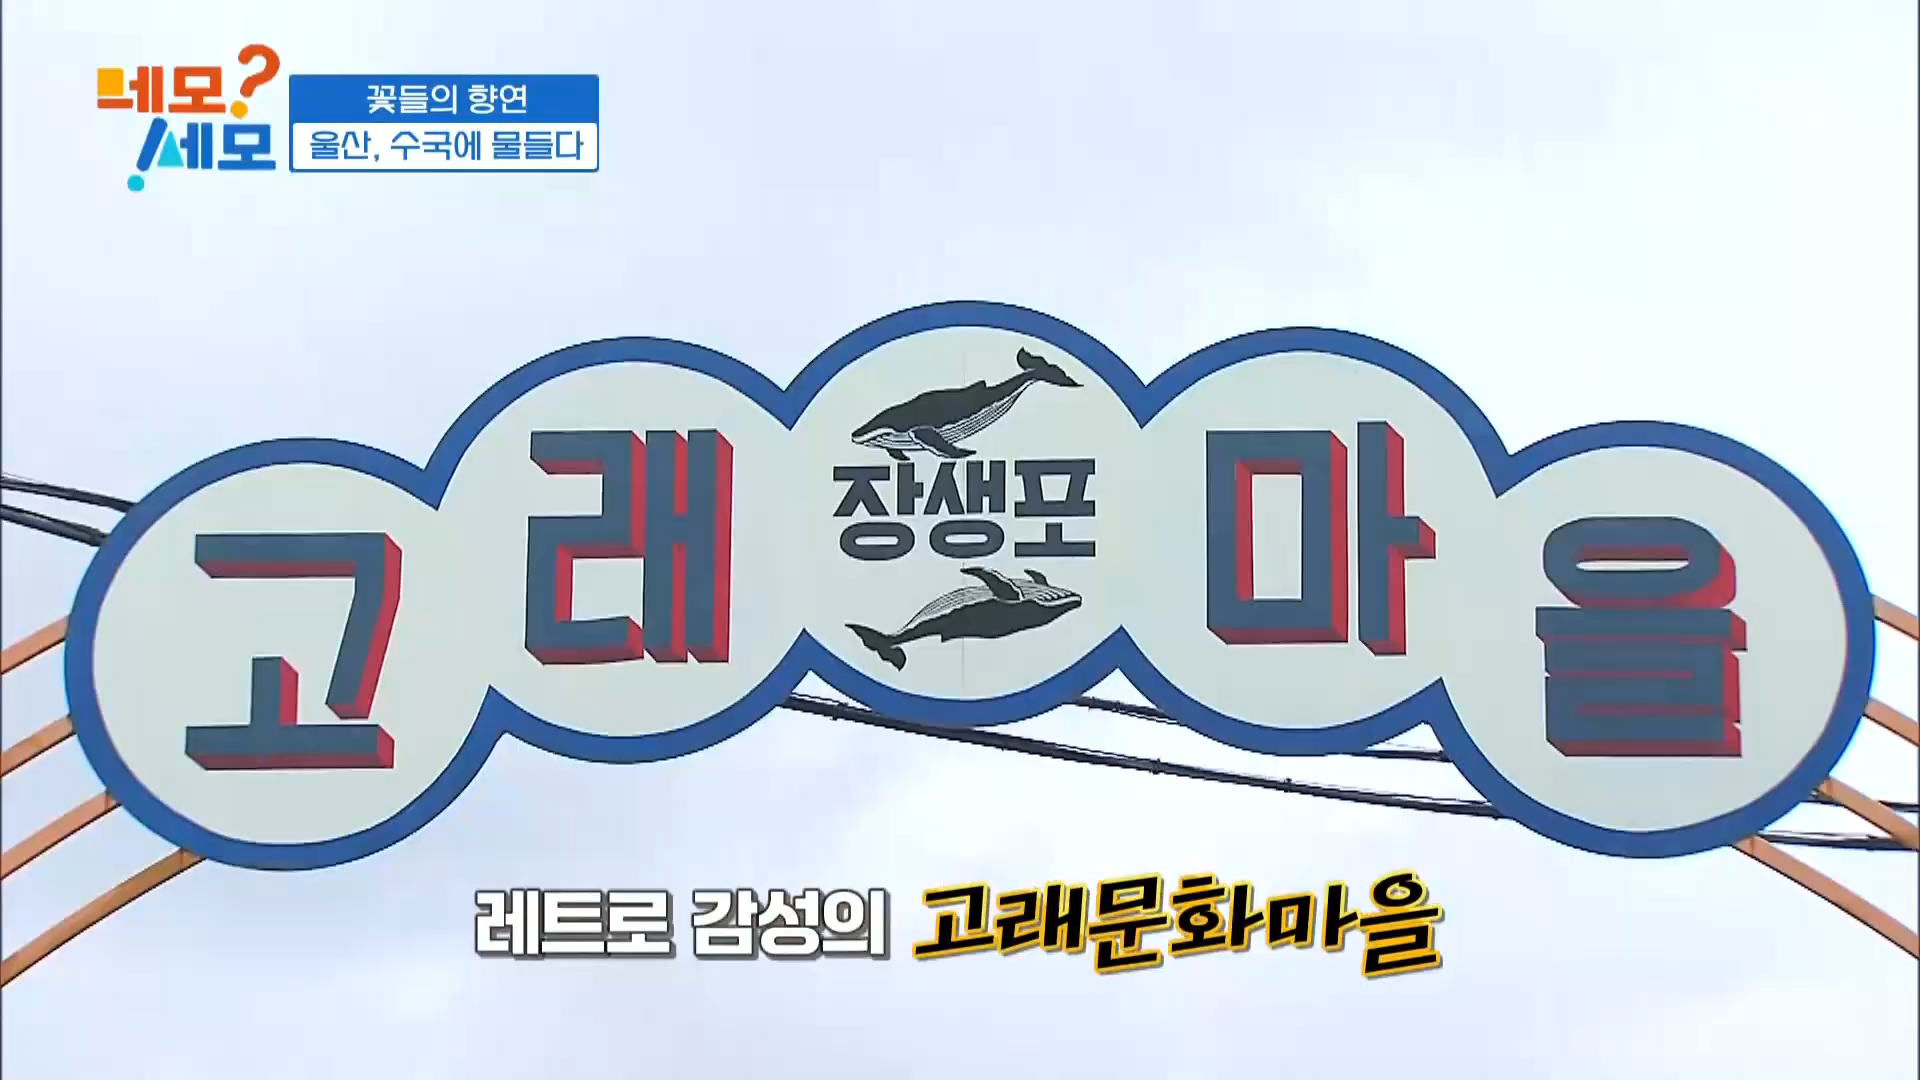 네모?
세모!
꽃들의 향연
울산, 수국에 물들다
고래 장생포 마을
레트로 감성의 고래문화마을